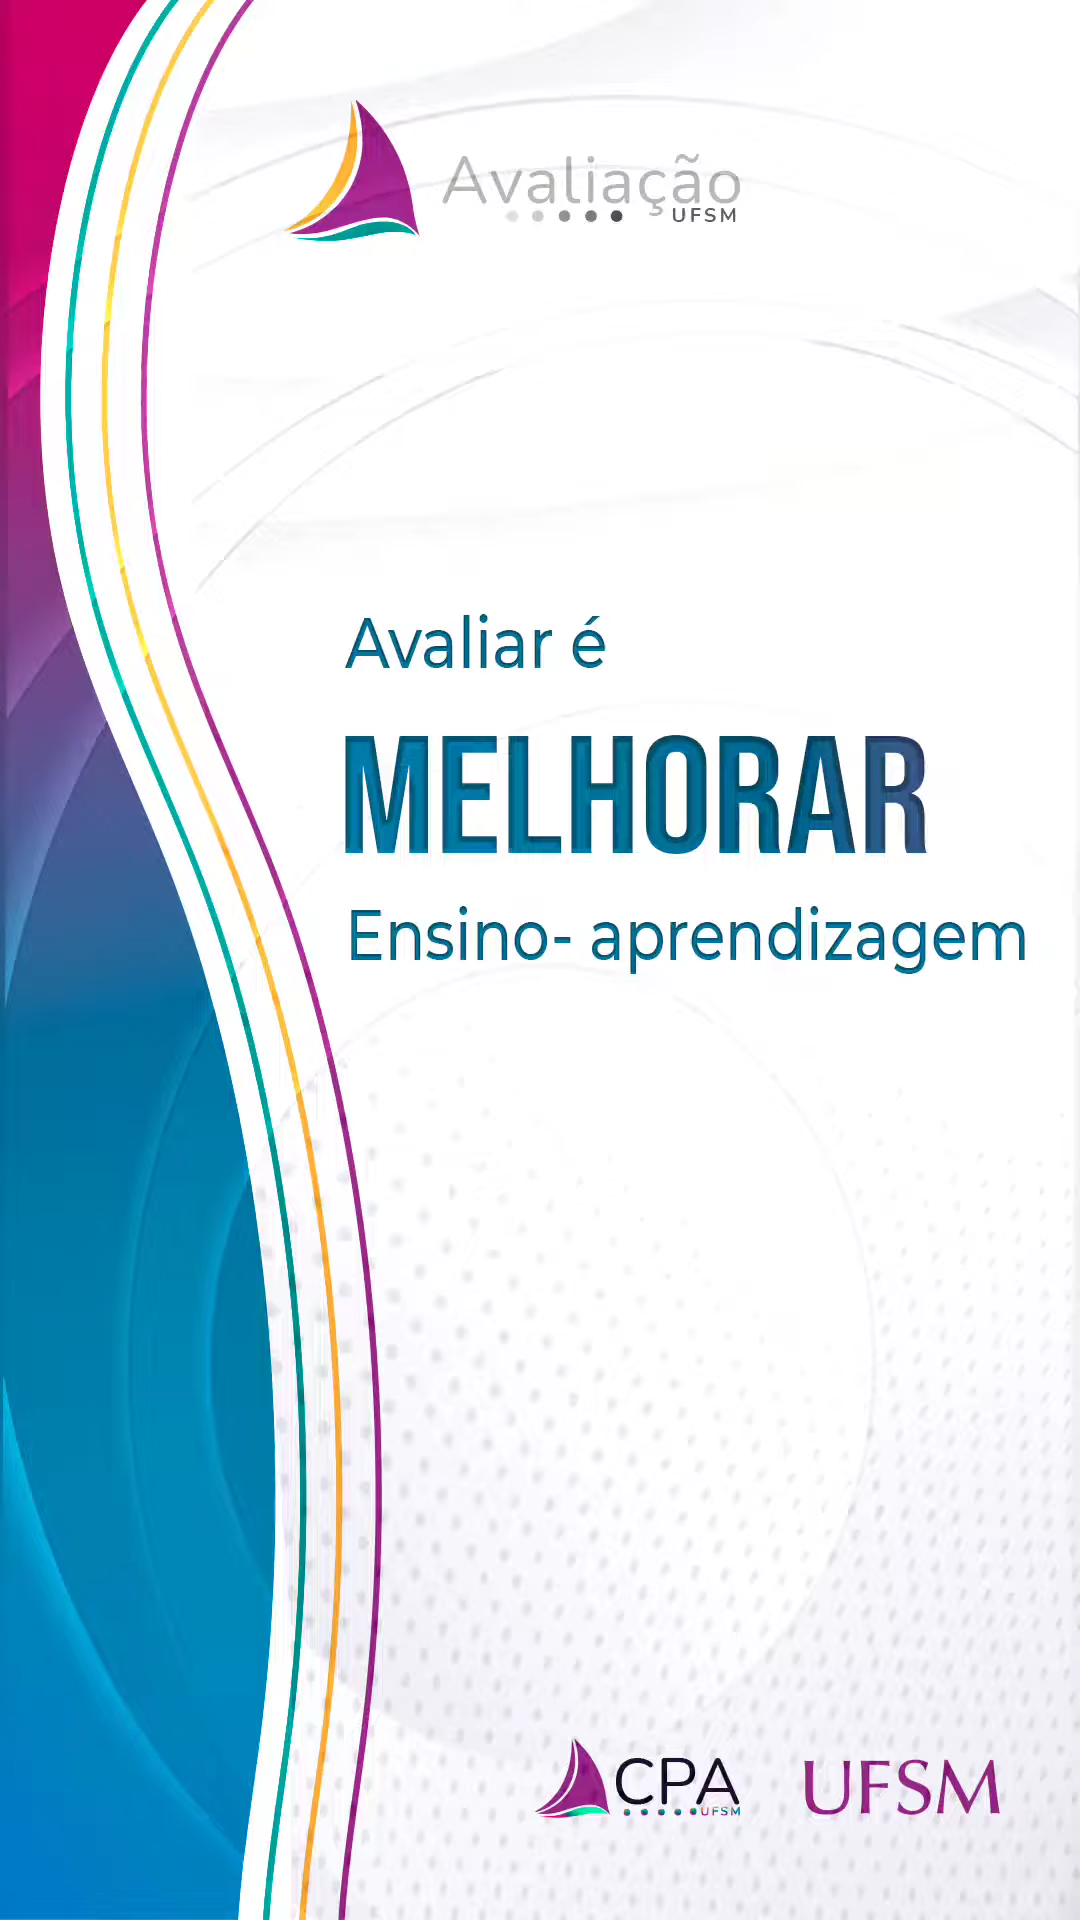 Avaliação
UFSM
Avaliar é
MELHORAR
Ensino- aprendizagem
CPA
UFSM
UFSM